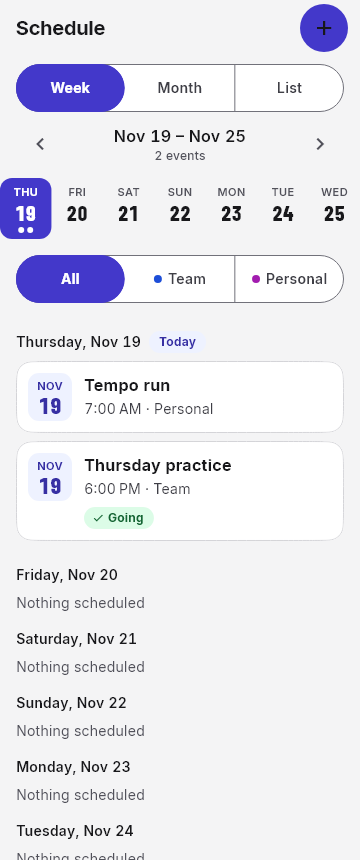 Schedule
Week
Month
List
Nov 19 – Nov 25
2 events
THU
FRI
SAT
SUN
MON
TUE
WED
19
20
21
22
23
24
25
All
Team
Personal
Thursday, Nov 19
Today
NOV
19
Tempo run
7:00 AM · Personal
NOV
19
Thursday practice
6:00 PM · Team
Going
Friday, Nov 20
Nothing scheduled
Saturday, Nov 21
Nothing scheduled
Sunday, Nov 22
Nothing scheduled
Monday, Nov 23
Nothing scheduled
Tuesday, Nov 24
Nothing scheduled